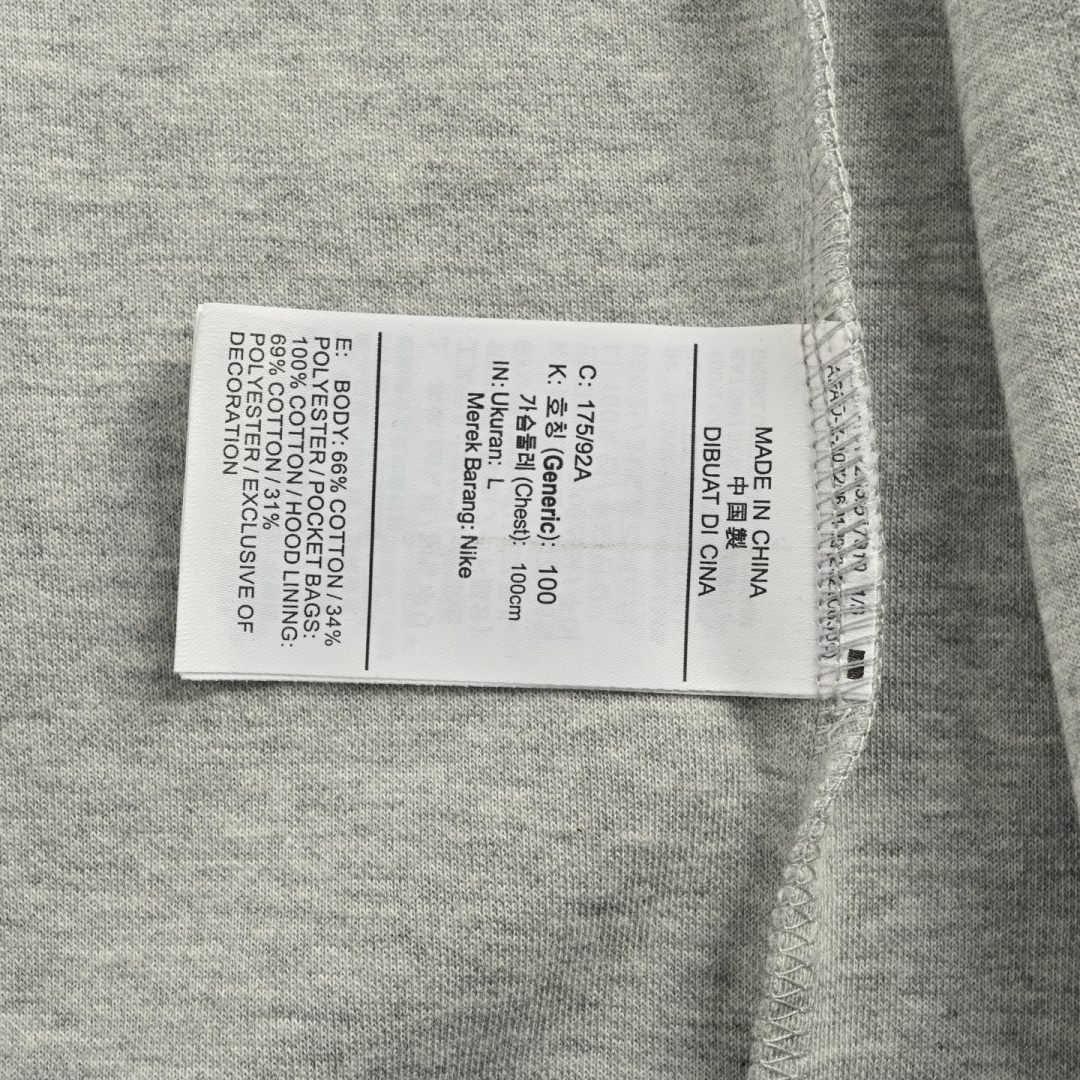 MADE IN CHINA
中国製
DIBUAT DI CINA
C: 175/92A
K: 호칭 (Generic): 100
가슴둘레 (Chest): 100cm
IN: Ukuran: L
Merek Barang: Nike
E: BODY: 66% COTTON / 34%
POLYESTER / POCKET BAGS:
100% COTTON / HOOD LINING:
69% COTTON / 31%
POLYESTER / EXCLUSIVE OF
DECORATION